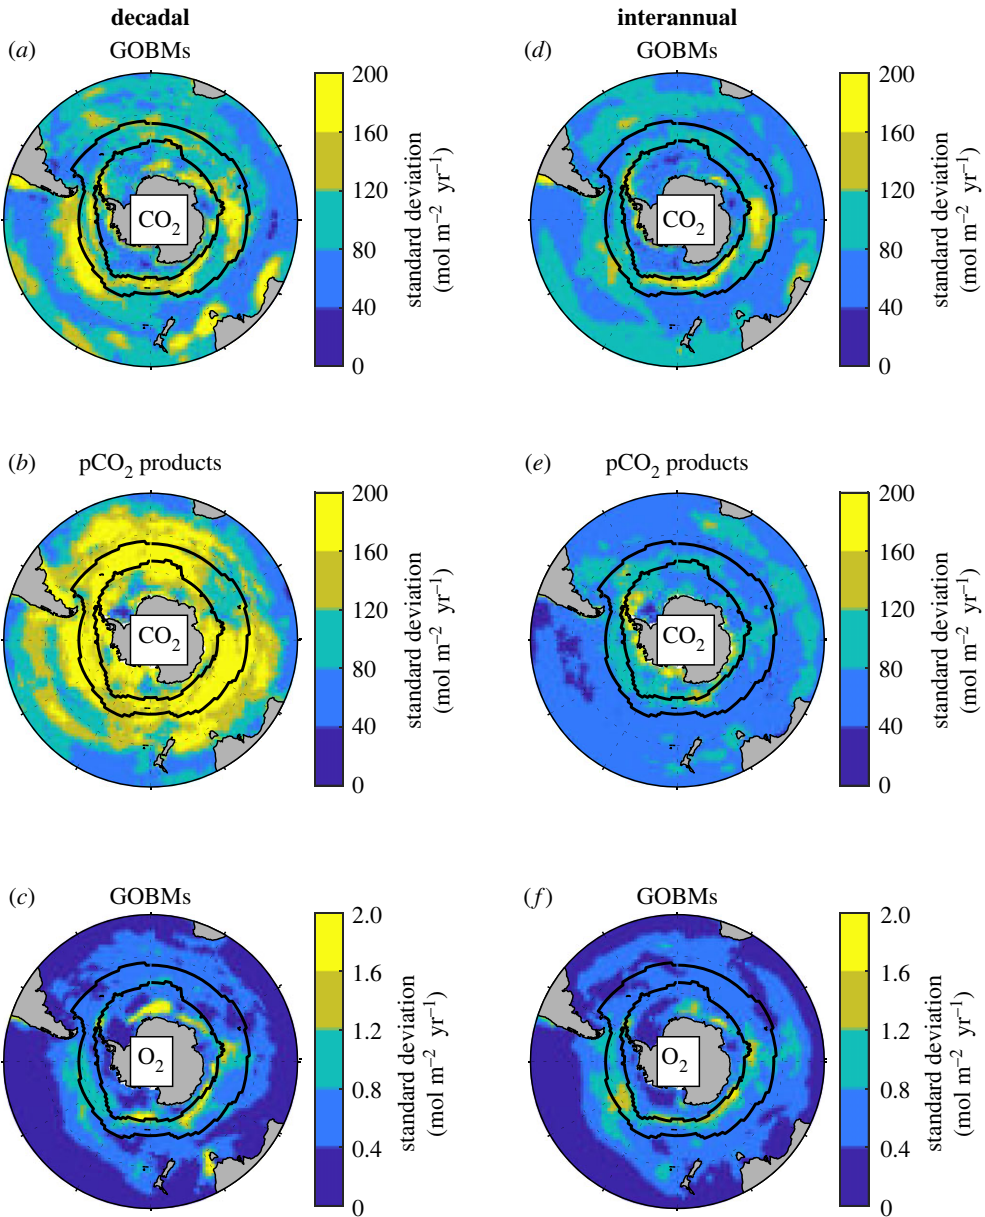 decadal
interannual
(a) GOBMs
CO₂
200
160
120
80
40
0
standard deviation
(mol m⁻² yr⁻¹)
(d) GOBMs
CO₂
200
160
120
80
40
0
standard deviation
(mol m⁻² yr⁻¹)
(b) pCO₂ products
CO₂
200
160
120
80
40
0
standard deviation
(mol m⁻² yr⁻¹)
(e) pCO₂ products
CO₂
200
160
120
80
40
0
standard deviation
(mol m⁻² yr⁻¹)
(c) GOBMs
O₂
2.0
1.6
1.2
0.8
0.4
0
standard deviation
(mol m⁻² yr⁻¹)
(f) GOBMs
O₂
2.0
1.6
1.2
0.8
0.4
0
standard deviation
(mol m⁻² yr⁻¹)